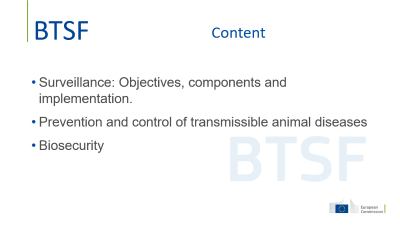 BTSF
Content
• Surveillance: Objectives, components and
implementation.
• Prevention and control of transmissible animal diseases
• Biosecurity
BTSF
European
Commission